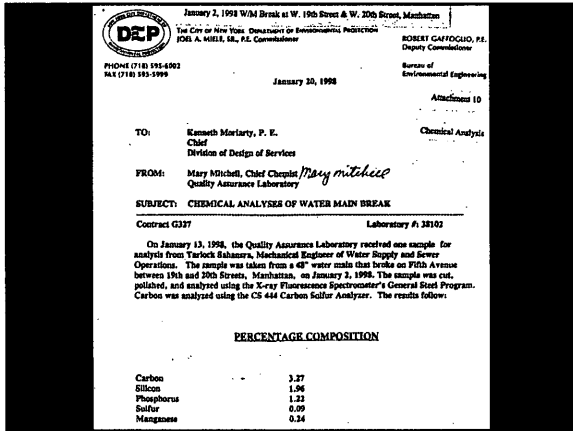 January 2, 1998 W/M Break at W. 19th Street & W. 20th Street, Manhattan
DEP
THE CITY OF NEW YORK DEPARTMENT OF ENVIRONMENTAL PROTECTION
JOEL A. MIELE, SR., P.E. Commissioner
ROBERT GAFFOGLIO, P.E.
Deputy Commissioner
PHONE (718) 595-6002
FAX (718) 595-5999
Bureau of
Environmental Engineering
January 20, 1998
Attachment 10
TO: Kenneth Moriarty, P. E.
Chemical Analysis
Chief
Division of Design of Services
FROM: Mary Mitchell, Chief Chemist Mary Mitchell
Quality Assurance Laboratory
SUBJECT: CHEMICAL ANALYSES OF WATER MAIN BREAK
Contract G327 Laboratory #: 38102
On January 13, 1998, the Quality Assurance Laboratory received one sample for
analysis from Tarlock Sahansra, Mechanical Engineer of Water Supply and Sewer
Operations. The sample was taken from a 48" water main that broke on Fifth Avenue
between 19th and 20th Streets, Manhattan, on January 2, 1998. The sample was cut,
polished, and analyzed using the X-ray Fluorescence Spectrometer's General Steel Program.
Carbon was analyzed using the CS 444 Carbon Sulfur Analyzer. The results follow:
PERCENTAGE COMPOSITION
Carbon 3.27
Silicon 1.96
Phosphorus 1.22
Sulfur 0.09
Manganese 0.24